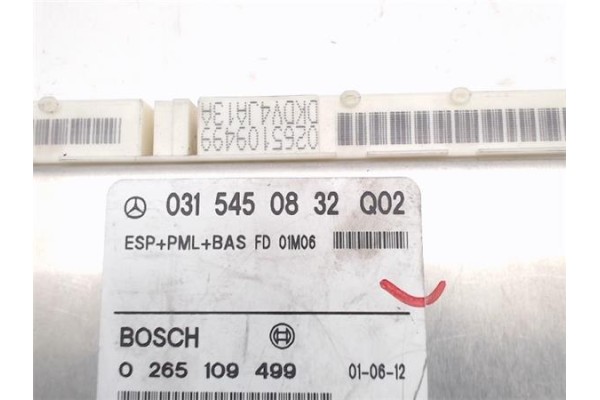 0265109499
DKDV4JA13A
031 545 08 32 Q02
ESP+PML+BAS FD 01M06
BOSCH
0 265 109 499 01-06-12